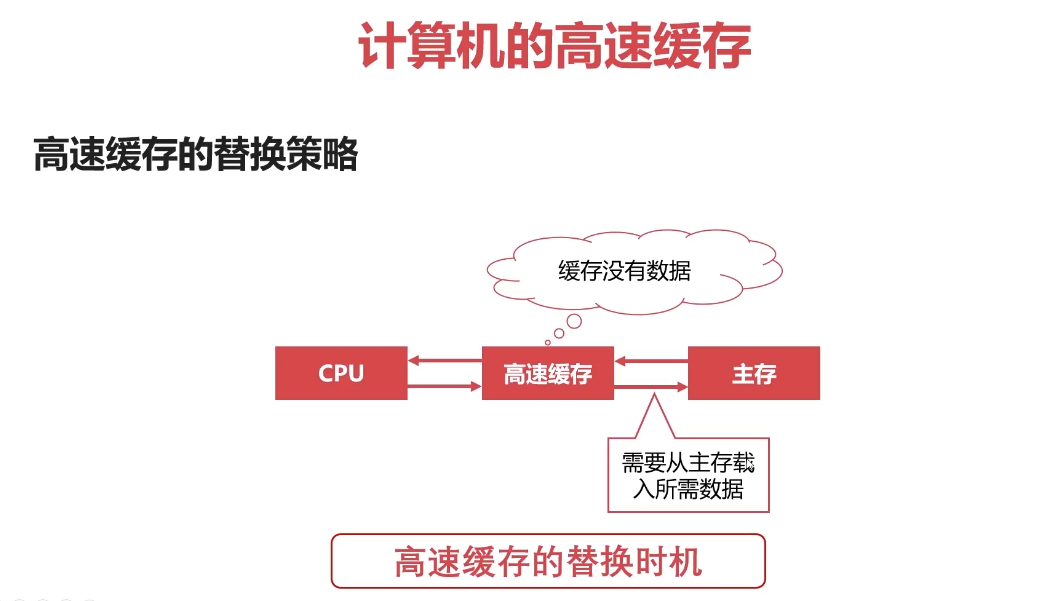 计算机的高速缓存
高速缓存的替换策略
缓存没有数据
CPU
高速缓存
主存
需要从主存载
入所需数据
高速缓存的替换时机